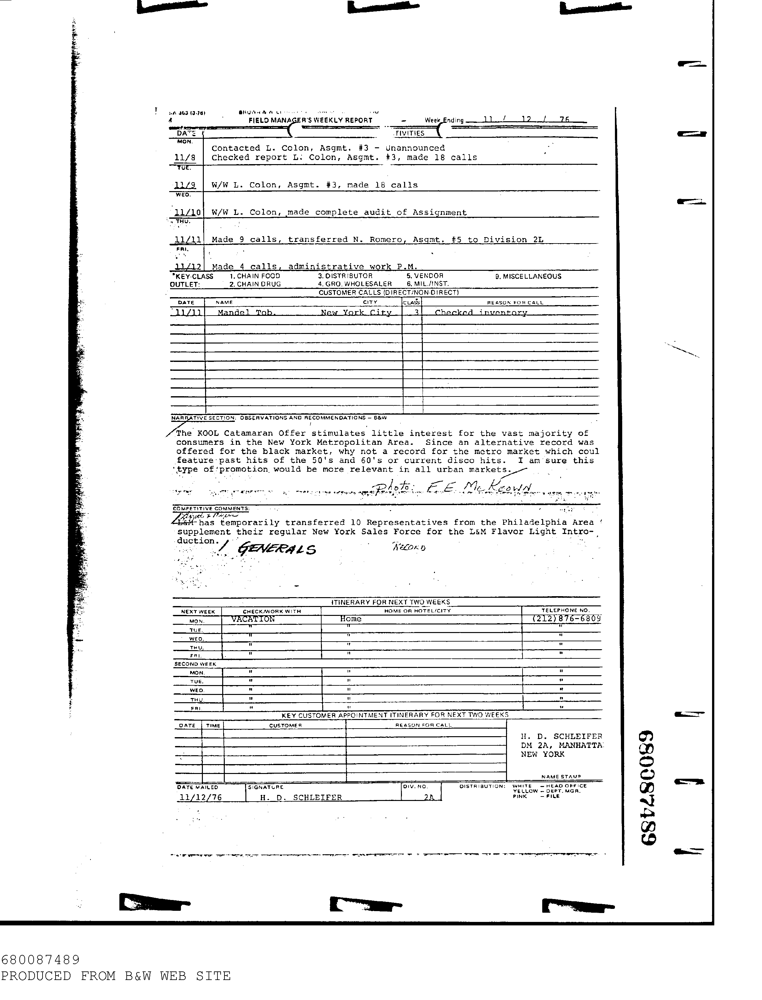 FIELD MANAGER'S WEEKLY REPORT - Week Ending 11 / 12 / 76
DATE
MON. Contacted L. Colon, Asgmt. #3 - Unannounced
11/8 Checked report L. Colon, Asgmt. #3, made 18 calls
TUE.
11/9 W/W L. Colon, Asgmt. #3, made 18 calls
WED.
11/10 W/W L. Colon, made complete audit of Assignment
THU.
11/11 Made 9 calls, transferred N. Romero, Asgmt. #5 to Division 2L
FRI.
11/12 Made 4 calls, administrative work P.M.
*KEY CLASS 1. CHAIN FOOD 3. DISTRIBUTOR 5. VENDOR 9. MISCELLANEOUS
OUTLET: 2. CHAIN DRUG 4. GRO. WHOLESALER 6. MIL./INST.
CUSTOMER CALLS (DIRECT/NON-DIRECT)
DATE NAME CITY CLASS REASON FOR CALL
11/11 Mandel Tob. New York City 3 Checked inventory
NARRATIVE SECTION: OBSERVATIONS AND RECOMMENDATIONS - B&W
The KOOL Catamaran Offer stimulates little interest for the vast majority of
consumers in the New York Metropolitan Area. Since an alternative record was
offered for the black market, why not a record for the metro market which coul
feature past hits of the 50's and 60's or current disco hits. I am sure this
type of promotion would be more relevant in all urban markets.
Photo: F.E. McKeown
COMPETITIVE COMMENTS:
L&M has temporarily transferred 10 Representatives from the Philadelphia Area
supplement their regular New York Sales Force for the L&M Flavor Light Intro-
duction.
GENERALS RECORD
ITINERARY FOR NEXT TWO WEEKS
NEXT WEEK CHECK/WORK WITH HOME OR HOTEL/CITY TELEPHONE NO.
MON. VACATION Home (212)876-6809
TUE. " " "
WED. " " "
THU. " " "
FRI. " " "
SECOND WEEK
MON. " " "
TUE. " " "
WED. " " "
THU. " " "
FRI. " " "
KEY CUSTOMER APPOINTMENT ITINERARY FOR NEXT TWO WEEKS
DATE TIME CUSTOMER REASON FOR CALL
H. D. SCHLEIFER
DM 2A, MANHATTA
NEW YORK
NAME STAMP
DATE MAILED SIGNATURE DIV. NO. DISTRIBUTION: WHITE - HEAD OFFICE
YELLOW - DEPT. MGR.
PINK - FILE
11/12/76 H. D. SCHLEIFER 2A
680087489
680087489
PRODUCED FROM B&W WEB SITE